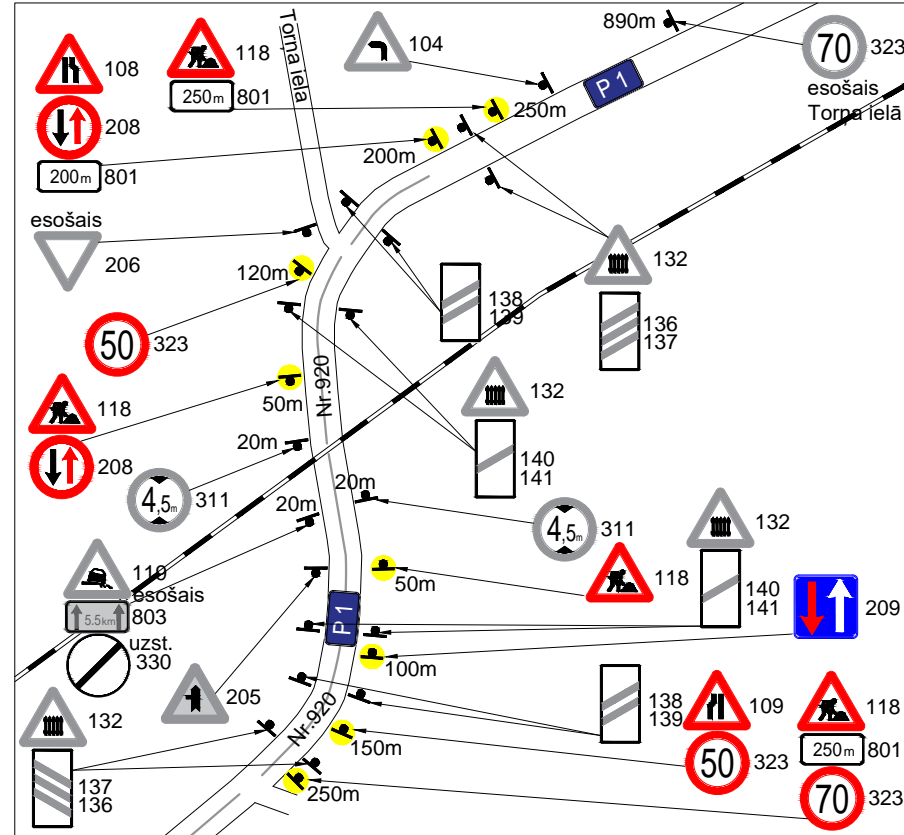 890m
70
323
esošais
Torņa ielā
Torņa iela
104
118
250m
801
108
208
200m
801
P 1
250m
200m
esošais
206
132
136
137
138
139
120m
50
323
Nr.920
50m
118
208
132
140
141
20m
4,5m
311
20m
20m
4,5m
311
132
140
141
119
esošais
5.5km
803
uzst.
330
118
50m
209
P 1
100m
205
132
137
136
Nr.920
150m
250m
138
139
109
50
323
118
250m
801
70
323